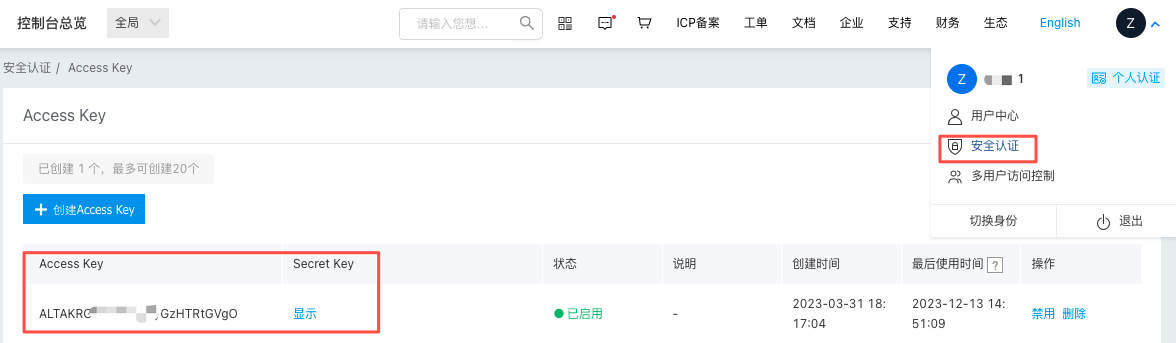 控制台总览 全局 请输入您想... ICP备案 工单 文档 企业 支持 财务 生态 English Z
安全认证 / Access Key
Z 1 个人认证
Access Key
用户中心
安全认证
已创建 1 个，最多可创建20个
多用户访问控制
+ 创建Access Key
切换身份 退出
Access Key Secret Key 状态 说明 创建时间 最后使用时间 ? 操作
ALTAKR GzHTRtGVgO 显示 已启用 - 2023-03-31 18: 2023-12-13 14: 禁用 删除
17:04 51:09